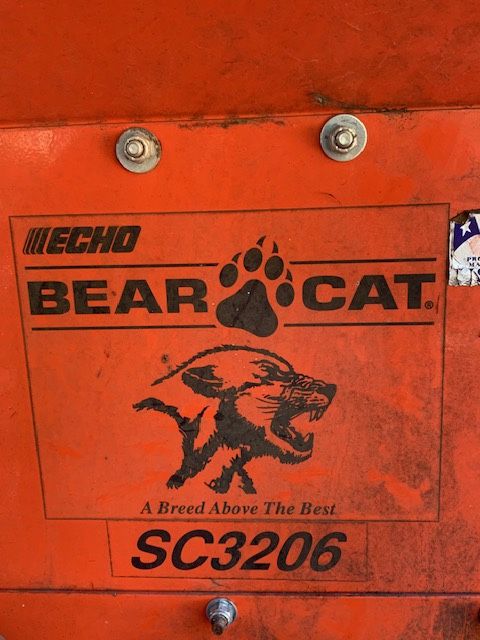 ECHO
BEAR CAT®
A Breed Above The Best
SC3206